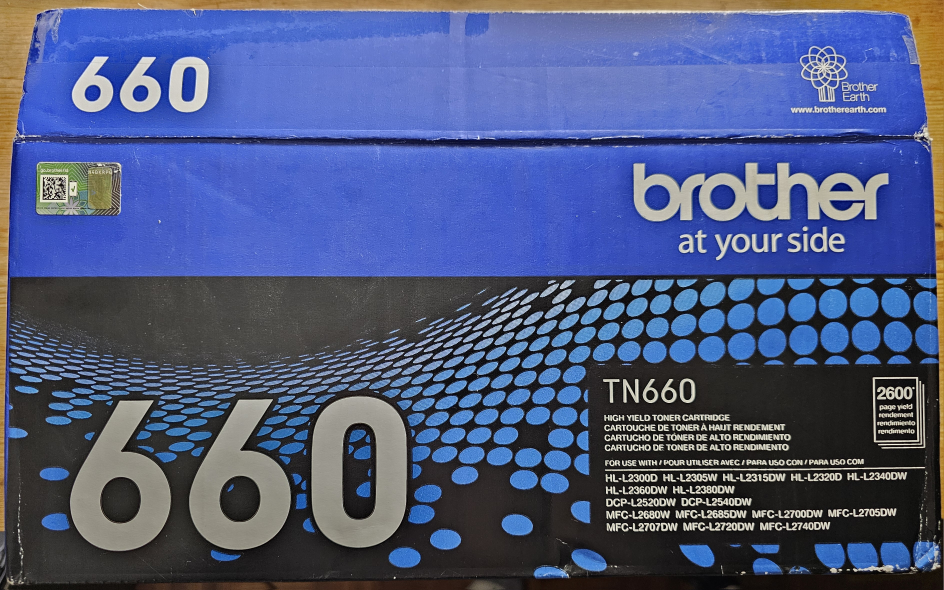 660
Brother
Earth
www.brotherearth.com
brother
at your side
660
TN660
HIGH YIELD TONER CARTRIDGE
CARTOUCHE DE TONER À HAUT RENDEMENT
CARTUCHO DE TÓNER DE ALTO RENDIMIENTO
CARTUCHO DE TONER DE ALTO RENDIMENTO
2600*
page yield
rendement
rendimiento
rendimento
FOR USE WITH / POUR UTILISER AVEC / PARA USO CON / PARA USO COM
HL-L2300D HL-L2305W HL-L2315DW HL-L2320D HL-L2340DW
HL-L2360DW HL-L2380DW
DCP-L2520DW DCP-L2540DW
MFC-L2680W MFC-L2685DW MFC-L2700DW MFC-L2705DW
MFC-L2707DW MFC-L2720DW MFC-L2740DW